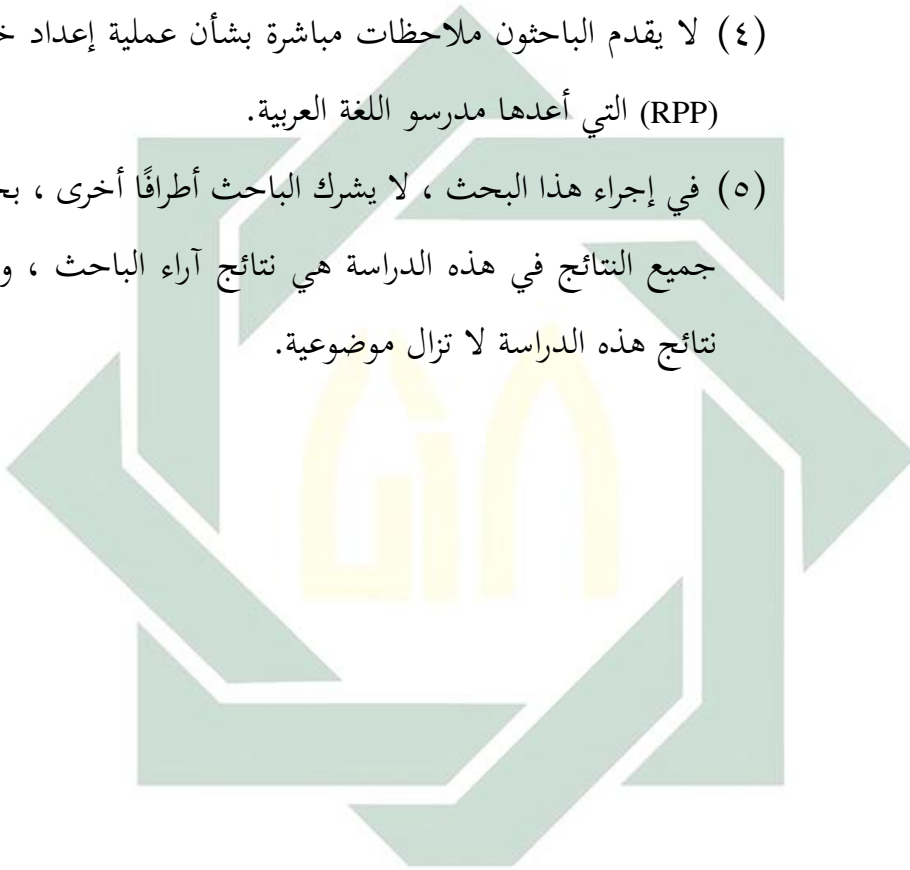 (٤) لا يقدم الباحثون ملاحظات مباشرة بشأن عملية إعداد
(RPP) التي أعدها مدرسو اللغة العربية.
(٥) في إجراء هذا البحث ، لا يشرك الباحث أطرافًا أخرى ،
جميع النتائج في هذه الدراسة هي نتائج آراء الباحث ، و
نتائج هذه الدراسة لا تزال موضوعية.